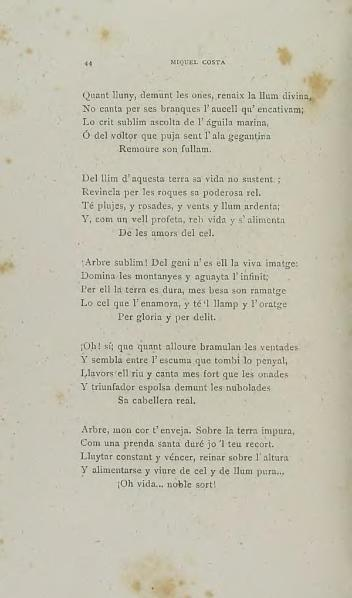 44 MIQUEL COSTA
Quant lluny, demunt les ones, renaix la llum divina,
No canta per ses branques l'aucell qu' encativam;
Lo crit sublim ascolta de l' águila marina,
Ó del voltor que puja sent l' ala gegantina
Remoure son fullam.
Del llim d' aquesta terra sa vida no sustent ;
Revincla per les roques sa poderosa rel.
Té plujes, y rosades, y vents y llum ardenta;
Y, com un vell profeta, reb vida y s' alimenta
De les amors del cel.
¡Arbre sublim! Del geni n' es ell la viva imatge:
Domina les montanyes y aguayta l' infinit;
Per ell la terra es dura, mes besa son ramatge
Lo cel que l' enamora, y té 'l llamp y l' oratge
Per gloria y per delit.
¡Oh! sí; que quant alloure bramulan les ventades
Y sembla entre l' escuma que tombi lo penyal,
Llavors ell riu y canta mes fort que les onades
Y triunfador espolsa demunt les nubolades
Sa cabellera real.
Arbre, mon cor t' enveja. Sobre la terra impura,
Com una prenda santa duré jo 'l teu recort.
Lluytar constant y véncer, reinar sobre l' altura
Y alimentarse y viure de cel y de llum pura...
¡Oh vida... noble sort!